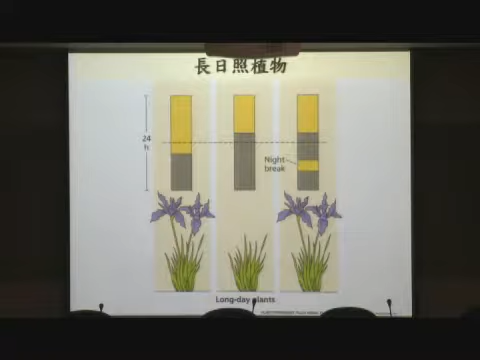 長日照植物
24
h
Night
break
Long-day plants